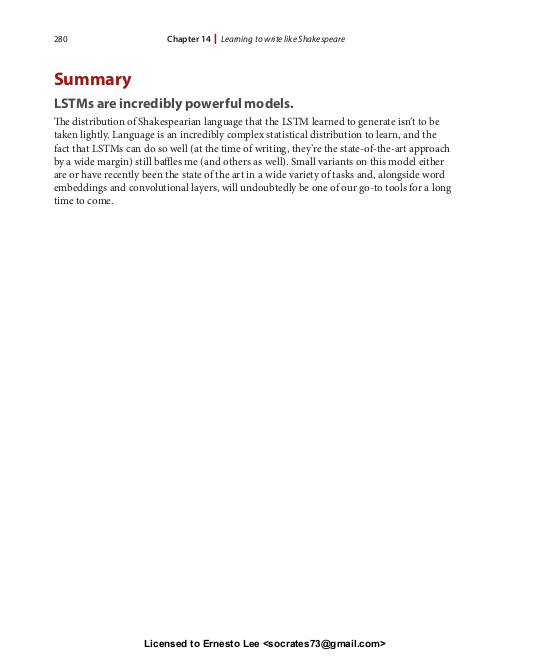 280 Chapter 14 | Learning to write like Shakespeare
Summary
LSTMs are incredibly powerful models.
The distribution of Shakespearian language that the LSTM learned to generate isn't to be
taken lightly. Language is an incredibly complex statistical distribution to learn, and the
fact that LSTMs can do so well (at the time of writing, they're the state-of-the-art approach
by a wide margin) still baffles me (and others as well). Small variants on this model either
are or have recently been the state of the art in a wide variety of tasks and, alongside word
embeddings and convolutional layers, will undoubtedly be one of our go-to tools for a long
time to come.
Licensed to Ernesto Lee <socrates73@gmail.com>